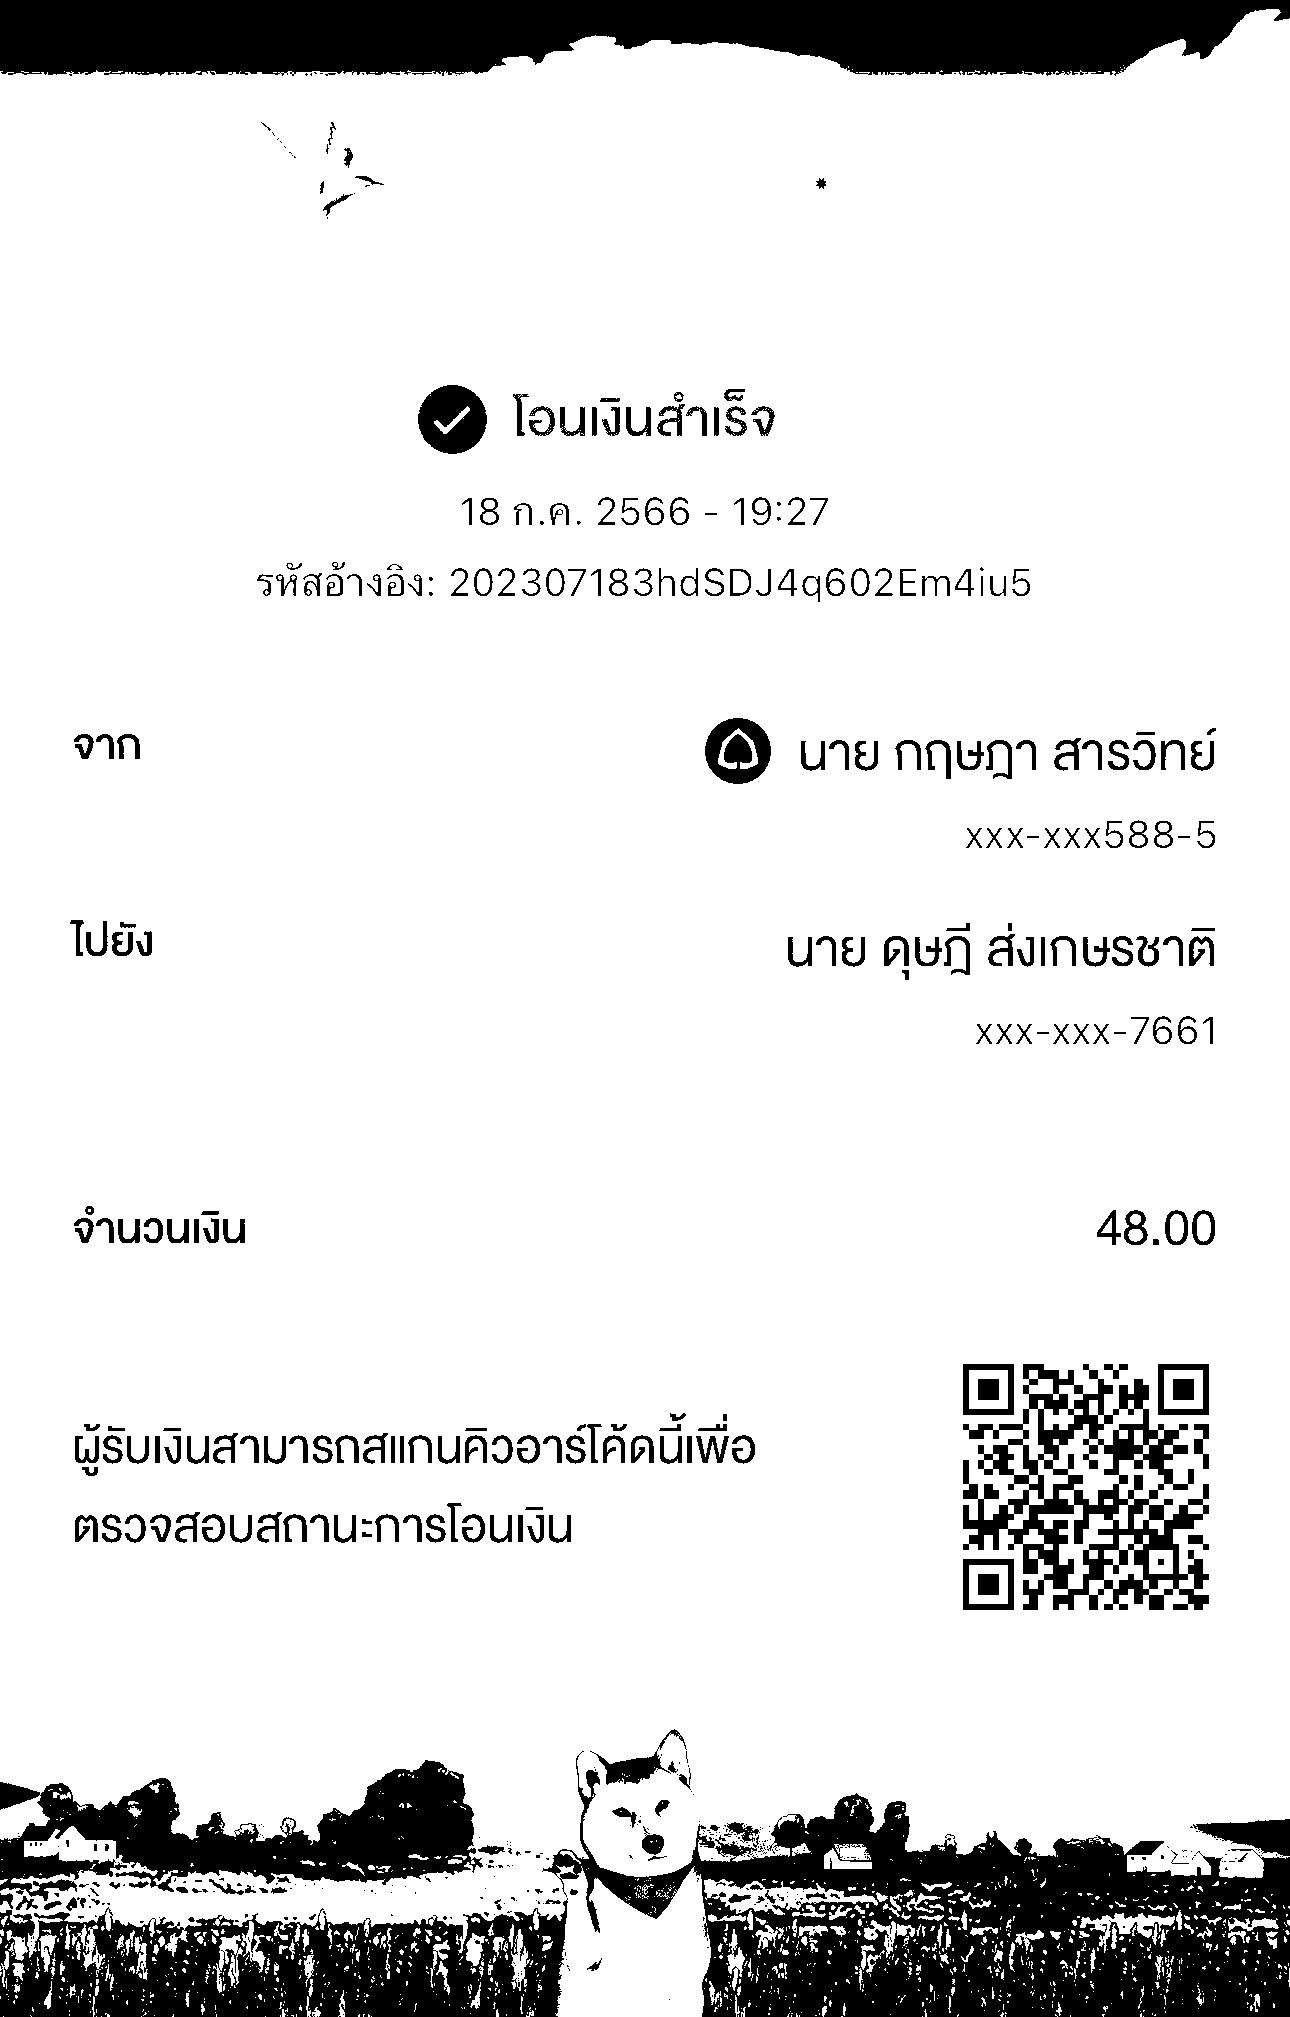 โอนเงินสำเร็จ
18 ก.ค. 2566 - 19:27
รหัสอ้างอิง: 202307183hdSDJ4q602Em4iu5
จาก
นาย กฤษฎา สารวิทย์
xxx-xxx588-5
ไปยัง
นาย ดุษฎี ส่งเกษรชาติ
xxx-xxx-7661
จำนวนเงิน
48.00
ผู้รับเงินสามารถสแกนคิวอาร์โค้ดนี้เพื่อ
ตรวจสอบสถานะการโอนเงิน